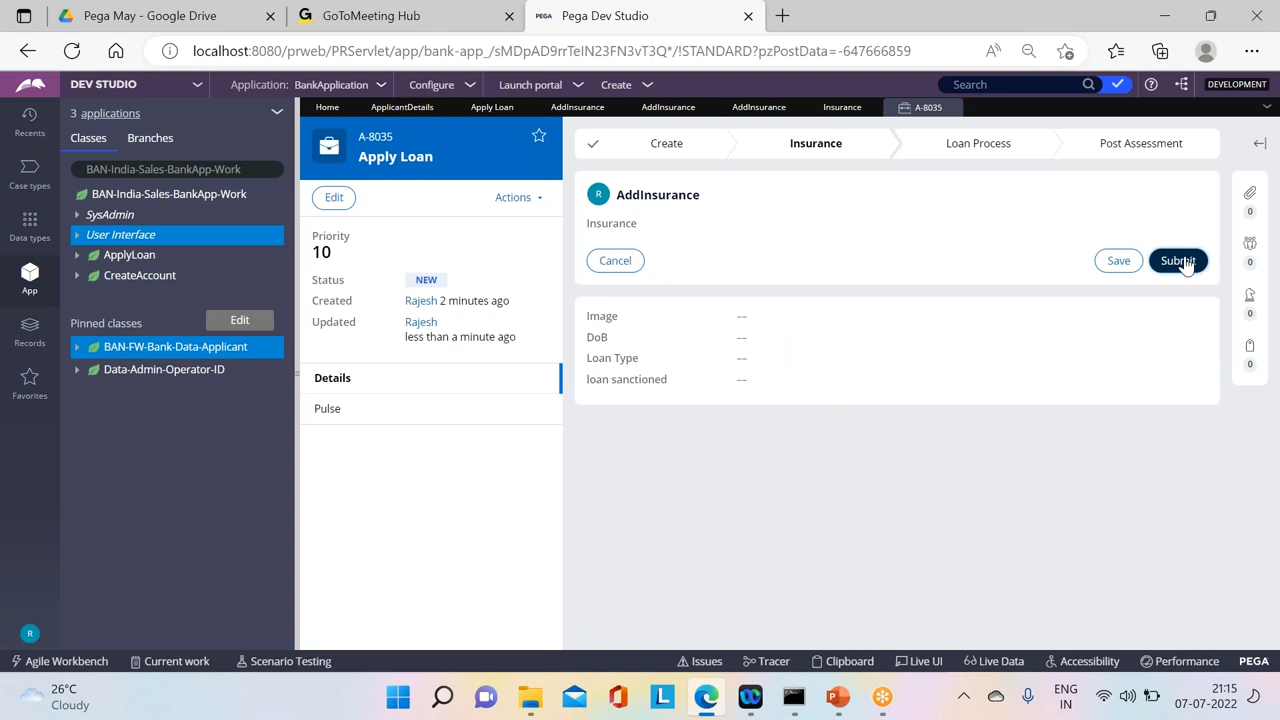 Pega May - Google Drive
GoToMeeting Hub
PEGA Pega Dev Studio
localhost:8080/prweb/PRServlet/app/bank-app_/sMDpAD9rrTeIN23FN3vT3Q*/!STANDARD?pzPostData=-647666859
DEV STUDIO
Application: BankApplication
Configure
Launch portal
Create
Search
DEVELOPMENT
Home
ApplicantDetails
Apply Loan
AddInsurance
AddInsurance
AddInsurance
Insurance
A-8035
Recents
Case types
Data types
App
Records
Favorites
R
3 applications
Classes
Branches
BAN-India-Sales-BankApp-Work
BAN-India-Sales-BankApp-Work
SysAdmin
User Interface
ApplyLoan
CreateAccount
Pinned classes
Edit
BAN-FW-Bank-Data-Applicant
Data-Admin-Operator-ID
A-8035
Apply Loan
Edit
Actions
Priority
10
Status NEW
Created Rajesh 2 minutes ago
Updated Rajesh
less than a minute ago
Details
Pulse
Create
Insurance
Loan Process
Post Assessment
R AddInsurance
Insurance
Cancel
Save
Submit
Image --
DoB --
Loan Type --
loan sanctioned --
0
0
0
0
Agile Workbench
Current work
Scenario Testing
Issues
Tracer
Clipboard
Live UI
Live Data
Accessibility
Performance
PEGA
26°C
Cloudy
L
ENG
IN
21:15
07-07-2022